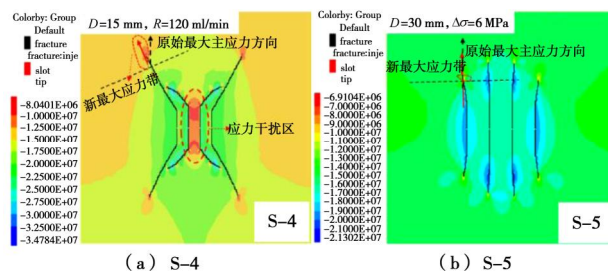 Colorby: Group
Default
fracture
fracture:inje
slot
tip
-8.0401E+06
-1.0000E+07
-1.2500E+07
-1.5000E+07
-1.7500E+07
-2.0000E+07
-2.2500E+07
-2.5000E+07
-2.75000E+07
-3.0000E+07
-3.2500E+07
-3.4784E+07
D=15 mm, R=120 ml/min
原始最大主应力方向
新最大应力带
应力干扰区
S-4
(a) S-4
Colorby: Group
Default
fracture
fracture:inje
slot
tip
-6.9104E+06
-7.0000E+06
-8.0000E+06
-9.0000E+06
-1.0000E+07
-1.1000E+07
-1.2000E+07
-1.3000E+07
-1.4000E+07
-1.5000E+07
-1.6000E+07
-1.7000E+07
-1.8000E+07
-1.9000E+07
-2.0000E+07
-2.1000E+07
-2.1302E+07
D=30 mm, Δσ=6 MPa
原始最大主应力方向
新最大应力带
S-5
(b) S-5